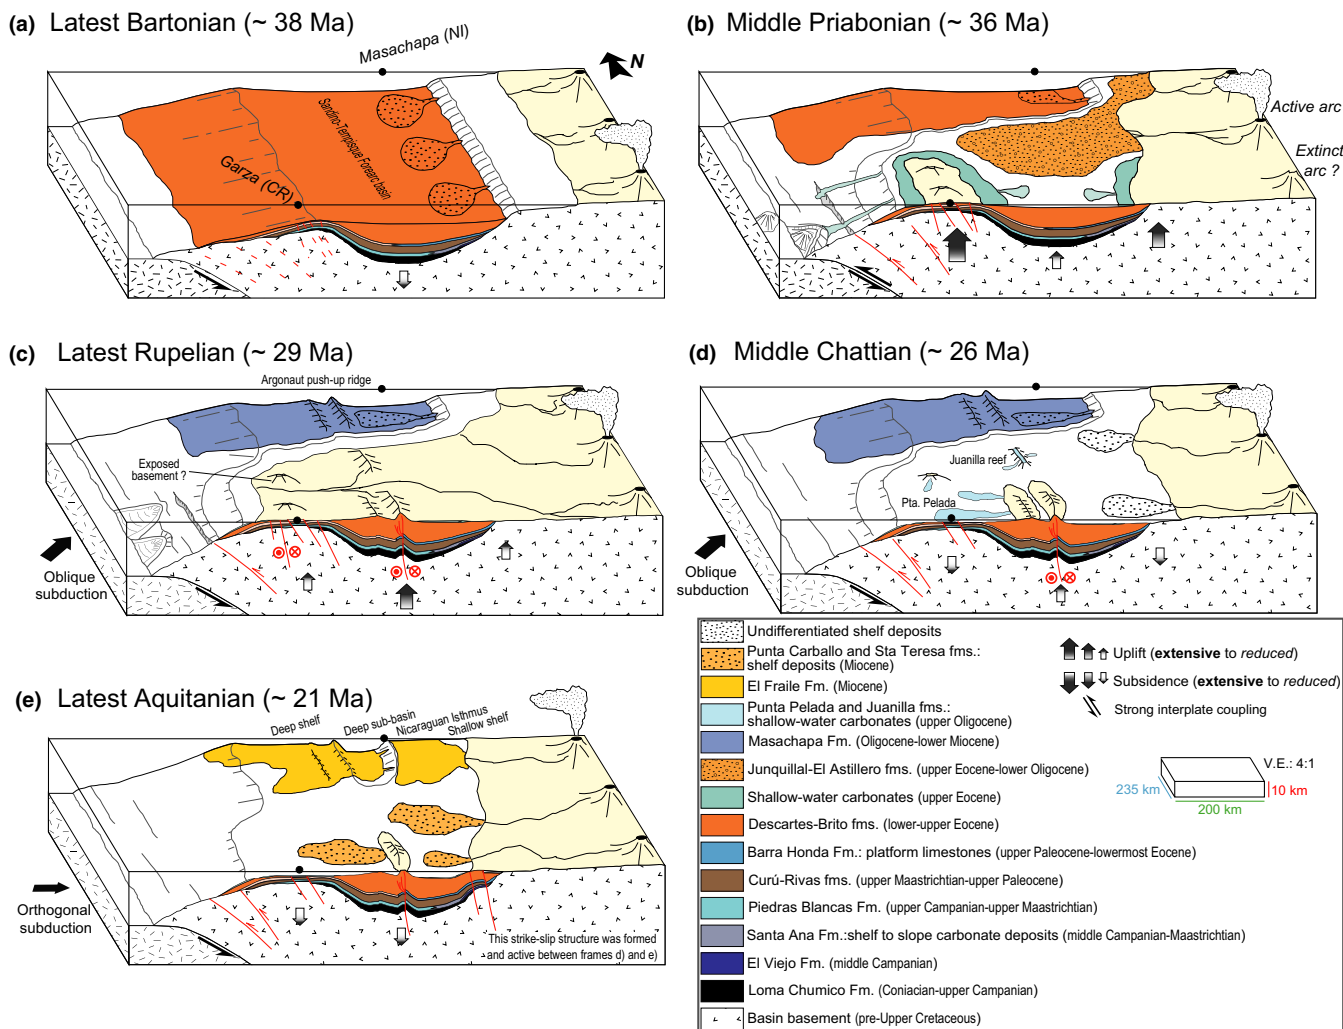 (a) Latest Bartonian (~ 38 Ma)
Masachapa (NI)
N
Sandino-Tempisque Forearc basin
Garza (CR)
(b) Middle Priabonian (~ 36 Ma)
Active arc
Extinct
arc ?
(c) Latest Rupelian (~ 29 Ma)
Argonaut push-up ridge
Exposed
basement ?
Oblique
subduction
(d) Middle Chattian (~ 26 Ma)
Juanilla reef
Pta. Pelada
Oblique
subduction
(e) Latest Aquitanian (~ 21 Ma)
Deep shelf
Deep sub-basin
Nicaraguan Isthmus
Shallow shelf
Orthogonal
subduction
This strike-slip structure was formed
and active between frames d) and e)
Undifferentiated shelf deposits
Punta Carballo and Sta Teresa fms.:
shelf deposits (Miocene)
El Fraile Fm. (Miocene)
Punta Pelada and Juanilla fms.:
shallow-water carbonates (upper Oligocene)
Masachapa Fm. (Oligocene-lower Miocene)
Junquillal-El Astillero fms. (upper Eocene-lower Oligocene)
Shallow-water carbonates (upper Eocene)
Descartes-Brito fms. (lower-upper Eocene)
Barra Honda Fm.: platform limestones (upper Paleocene-lowermost Eocene)
Curú-Rivas fms. (upper Maastrichtian-upper Paleocene)
Piedras Blancas Fm. (upper Campanian-upper Maastrichtian)
Santa Ana Fm.:shelf to slope carbonate deposits (middle Campanian-Maastrichtian)
El Viejo Fm. (middle Campanian)
Loma Chumico Fm. (Coniacian-upper Campanian)
Basin basement (pre-Upper Cretaceous)
Uplift (extensive to reduced)
Subsidence (extensive to reduced)
Strong interplate coupling
V.E.: 4:1
235 km
10 km
200 km